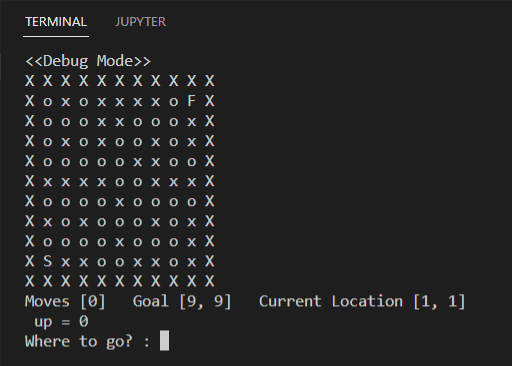 TERMINAL JUPYTER
<<Debug Mode>>
X X X X X X X X X X X
X o x o x x x x o F X
X o o o x x o o o x X
X o x o x o o x o x X
X o o o o o x x o o X
X x x x x o o x x x X
X o o o o x o o o o X
X x o x o o o o x o X
X o o o o x o o o x X
X S x x o o x x o x X
X X X X X X X X X X X
Moves [0]   Goal [9, 9]   Current Location [1, 1]
 up = 0
Where to go? :